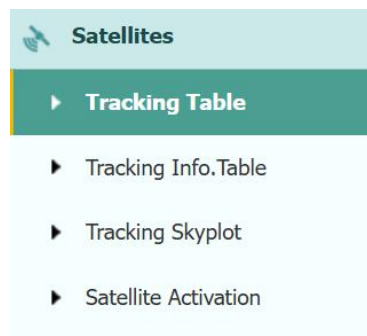 Satellites
Tracking Table
Tracking Info.Table
Tracking Skyplot
Satellite Activation